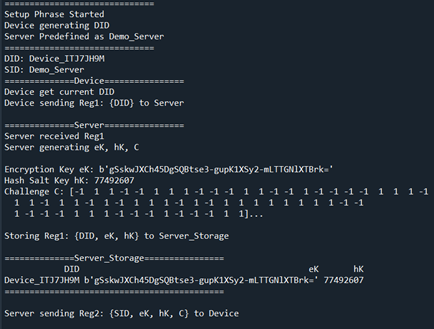 ==============================
Setup Phrase Started
Device generating DID
Server Predefined as Demo_Server
==============================
DID: Device_ITJ7JH9M
SID: Demo_Server
==============Device================
Device get current DID
Device sending Reg1: {DID} to Server
==============Server================
Server received Reg1
Server generating eK, hK, C
Encryption Key eK: b'gSskwJXCh45DgSQBtse3-gupK1XSy2-mLTTGNlXTBrk='
Hash Salt Key hK: 77492607
Challenge C: [-1 1 1 -1 -1 1 1 1 -1 -1 -1 1 1 -1 -1 1 -1 -1 -1 -1 1 1 1 -1
1 1 -1 1 1 -1 1 -1 1 1 -1 1 -1 1 1 1 1 1 1 1 1 1 -1 -1
1 -1 -1 -1 1 1 1 -1 -1 -1 1 -1 -1 1 1]...
Storing Reg1: {DID, eK, hK} to Server_Storage
==============Server_Storage================
DID eK hK
Device_ITJ7JH9M b'gSskwJXCh45DgSQBtse3-gupK1XSy2-mLTTGNlXTBrk=' 77492607
============================================
Server sending Reg2: {SID, eK, hK, C} to Device